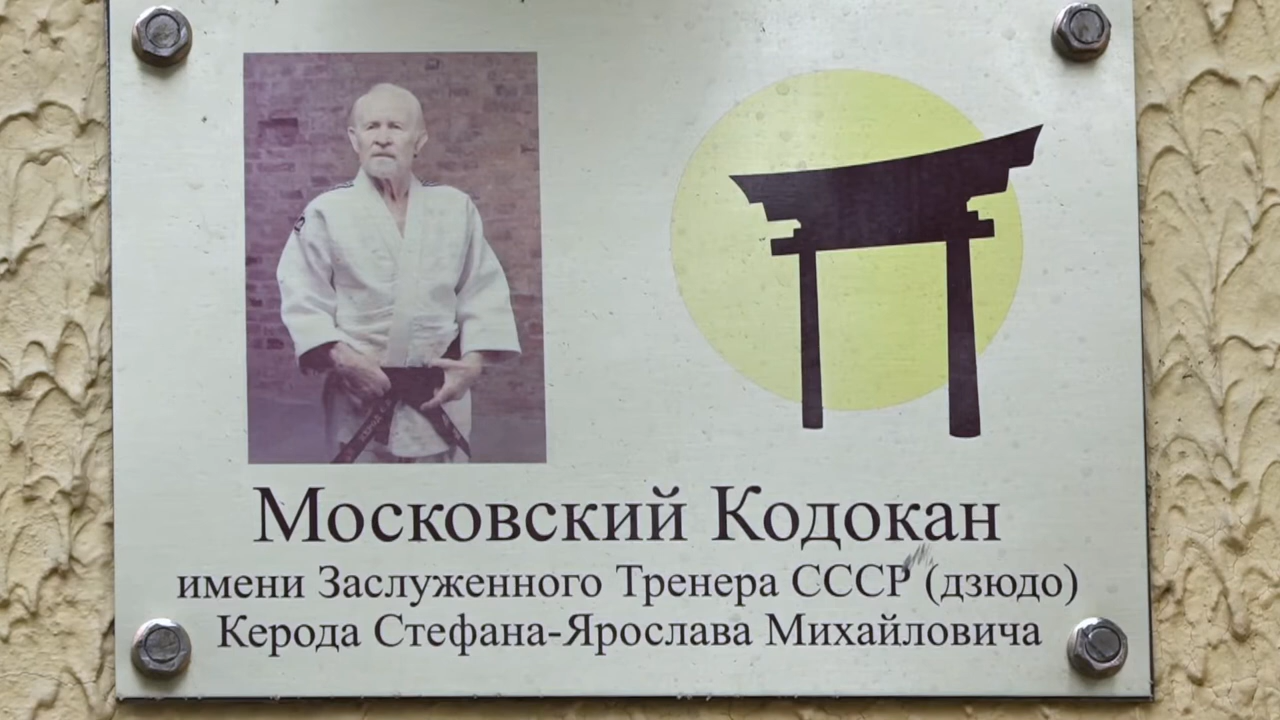 Московский Кодокан
имени Заслуженного Тренера СССР (дзюдо)
Керода Стефана-Ярослава Михайловича